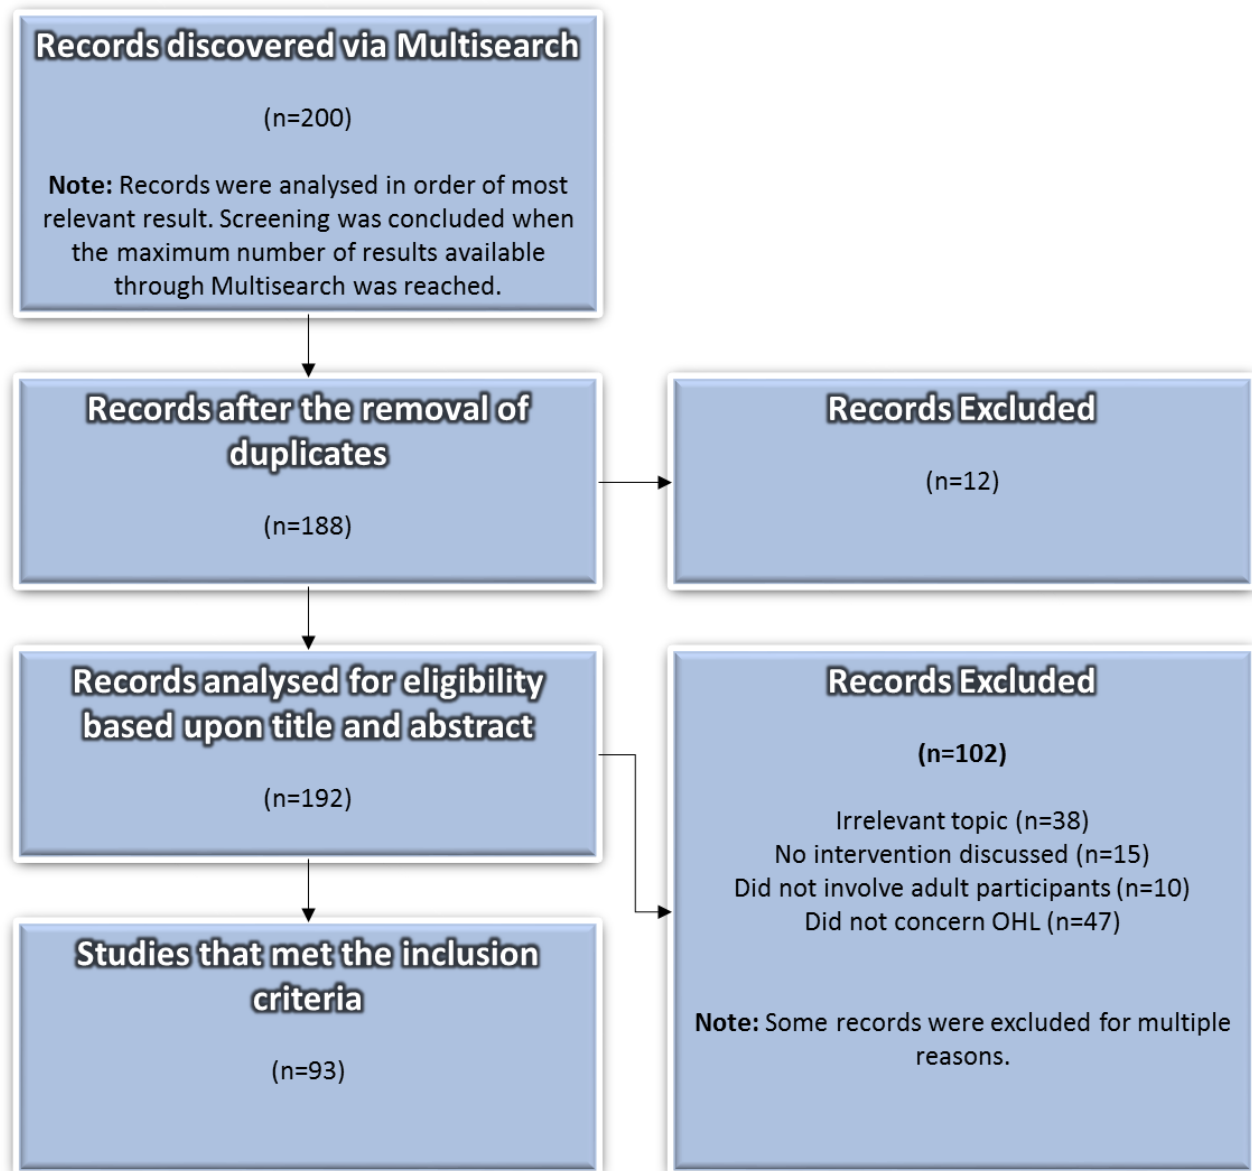 Records discovered via Multisearch
(n=200)
Note: Records were analysed in order of most
relevant result. Screening was concluded when
the maximum number of results available
through Multisearch was reached.
Records after the removal of
duplicates
(n=188)
Records Excluded
(n=12)
Records analysed for eligibility
based upon title and abstract
(n=192)
Records Excluded
(n=102)
Irrelevant topic (n=38)
No intervention discussed (n=15)
Did not involve adult participants (n=10)
Did not concern OHL (n=47)
Note: Some records were excluded for multiple
reasons.
Studies that met the inclusion
criteria
(n=93)